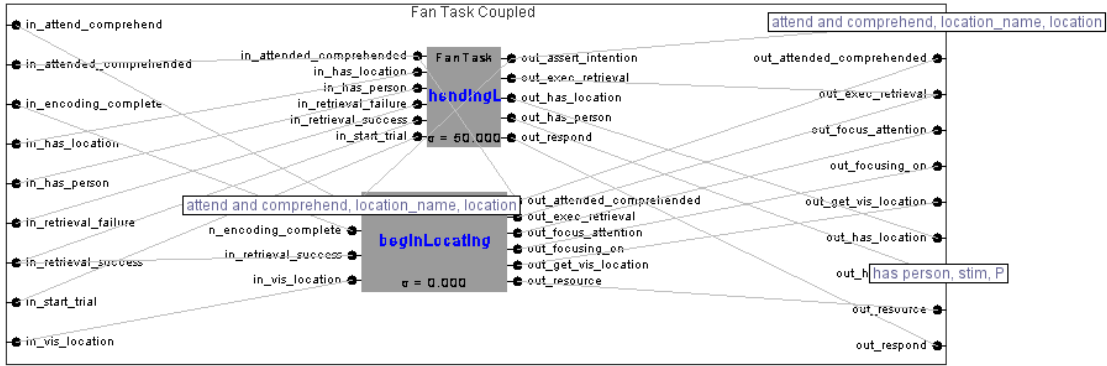 Fan Task Coupled
attend and comprehend, location_name, location
in_attend_comprehend
in_attended_comprehended
in_encoding_complete
in_has_location
in_has_person
in_retrieval_failure
in_retrieval_success
in_start_trial
in_vis_location
in_attended_comprehended
in_has_location
in_has_person
in_retrieval_failure
in_retrieval_success
in_start_trial
FanTask
σ = 50.000
out_assert_intention
out_exec_retrieval
out_has_location
out_has_person
out_respond
attend and comprehend, location_name, location
n_encoding_complete
in_retrieval_success
in_vis_location
beginLocating
σ = 0.000
out_attended_comprehended
out_exec_retrieval
out_focus_attention
out_focusing_on
out_get_vis_location
out_resource
out_attended_comprehended
out_exec_retrieval
out_focus_attention
out_focusing_on
out_get_vis_location
out_has_location
out_h
has person, stim, P
out_resource
out_respond